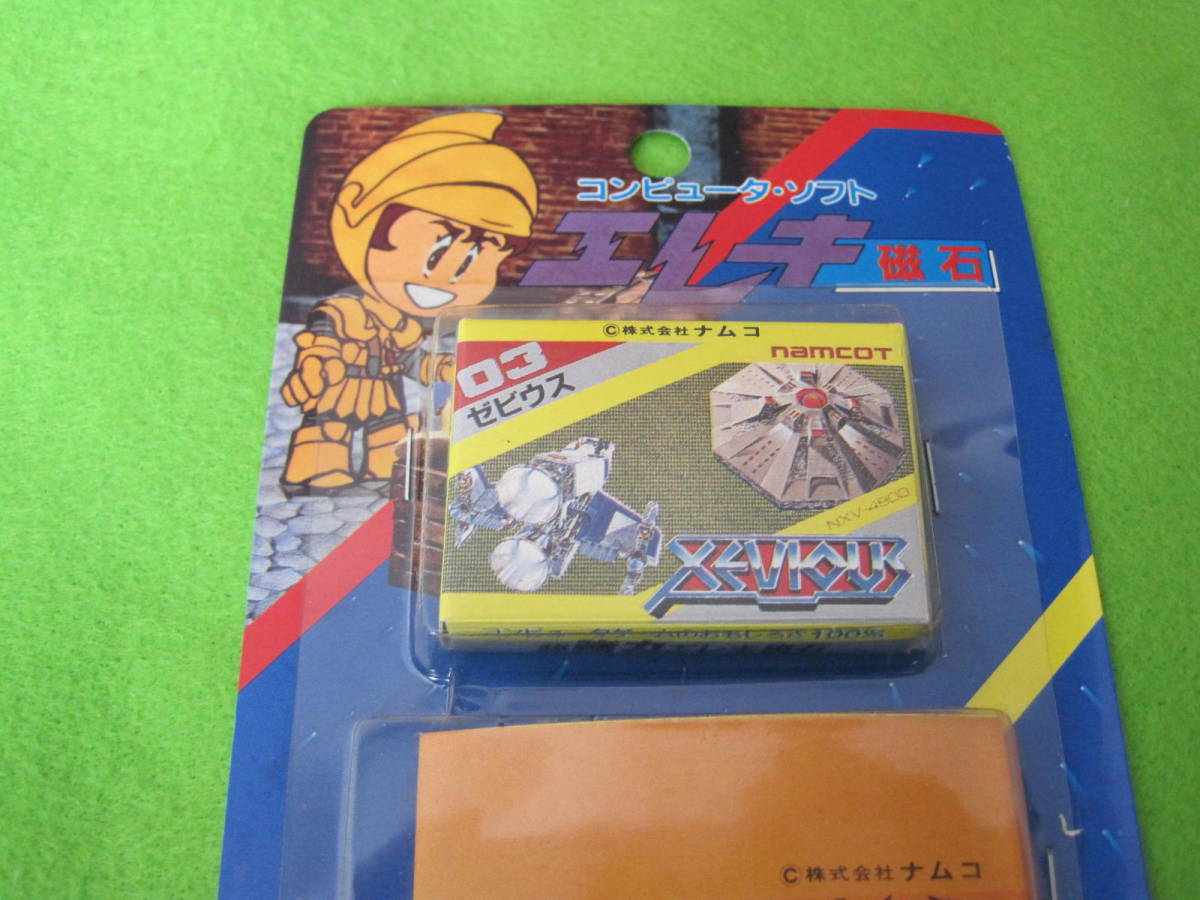 コンピュータ・ソフト
エレキ
磁石
©株式会社ナムコ
namcot
03
ゼビウス
NXV-4900
XEVIOUS
©株式会社ナムコ